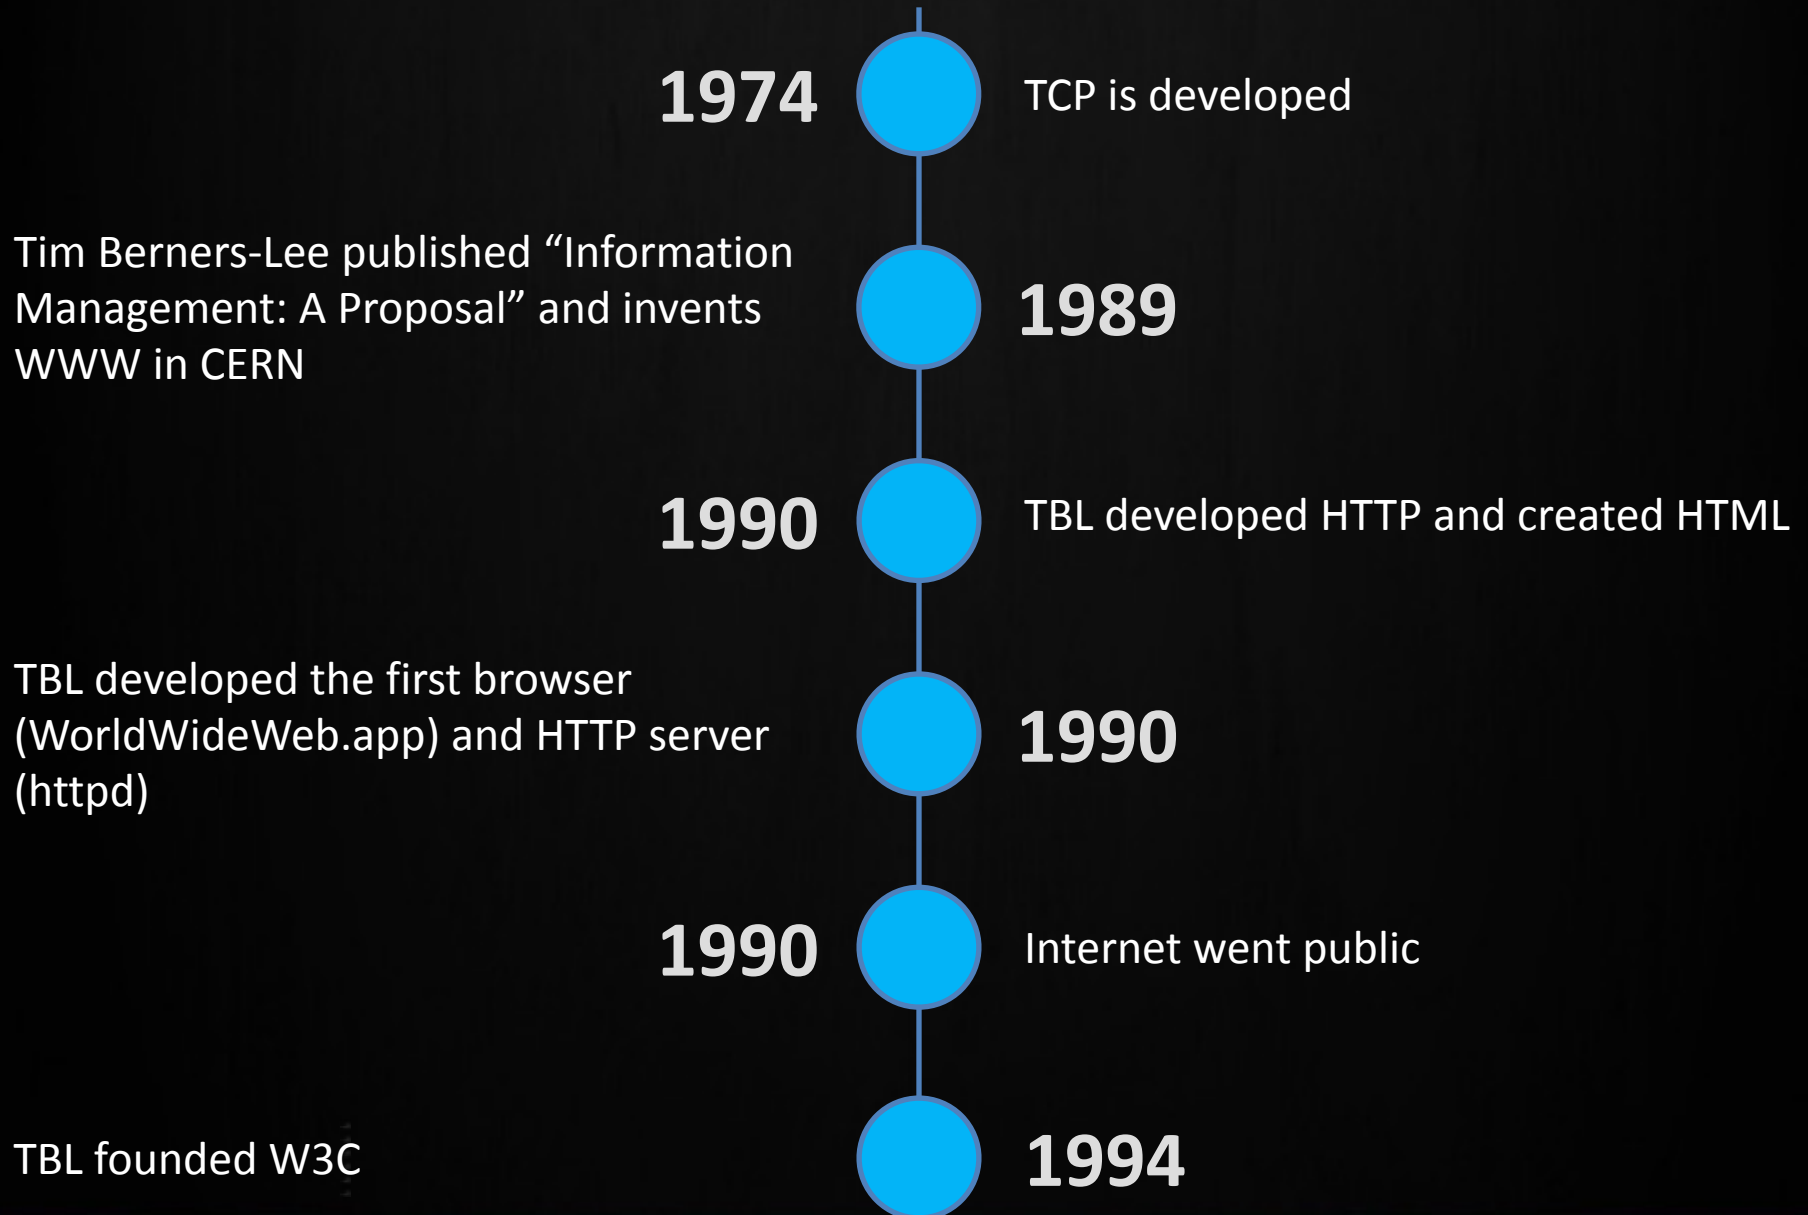 1974
TCP is developed
Tim Berners-Lee published “Information
Management: A Proposal” and invents
WWW in CERN
1989
1990
TBL developed HTTP and created HTML
TBL developed the first browser
(WorldWideWeb.app) and HTTP server
(httpd)
1990
1990
Internet went public
TBL founded W3C
1994